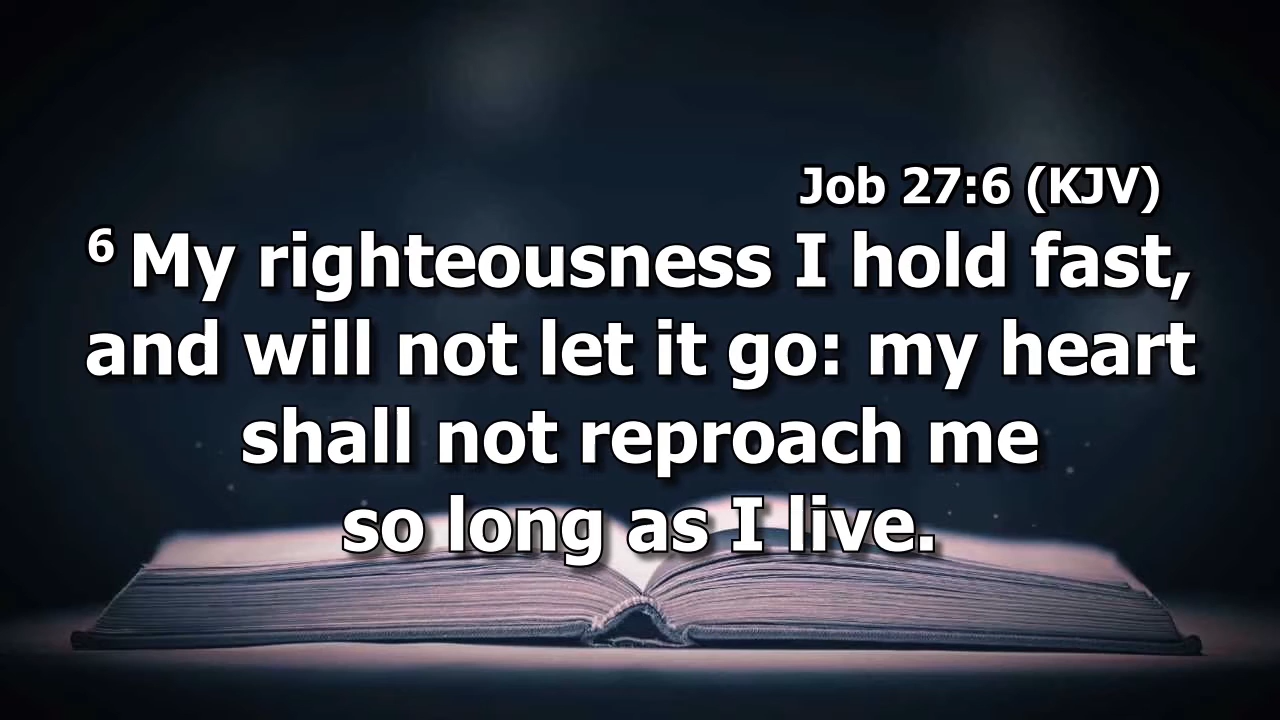 Job 27:6 (KJV)
6 My righteousness I hold fast,
and will not let it go: my heart
shall not reproach me
so long as I live.